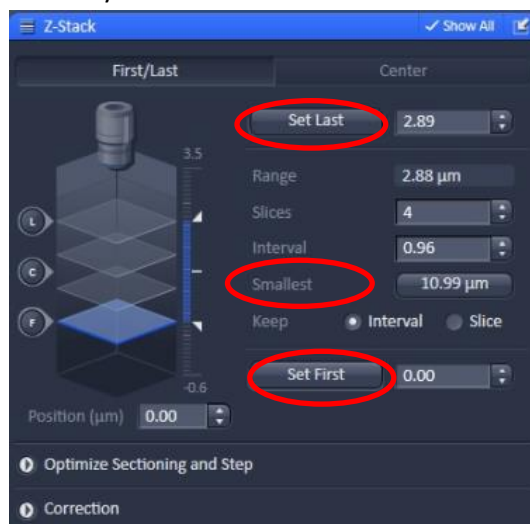 Z-Stack ✓ Show All
First/Last Center
Set Last 2.89
3.5
Range 2.88 µm
L
Slices 4
Interval 0.96
C
Smallest 10.99 µm
Keep Interval Slice
F
Set First 0.00
-0.6
Position (µm) 0.00
Optimize Sectioning and Step
Correction